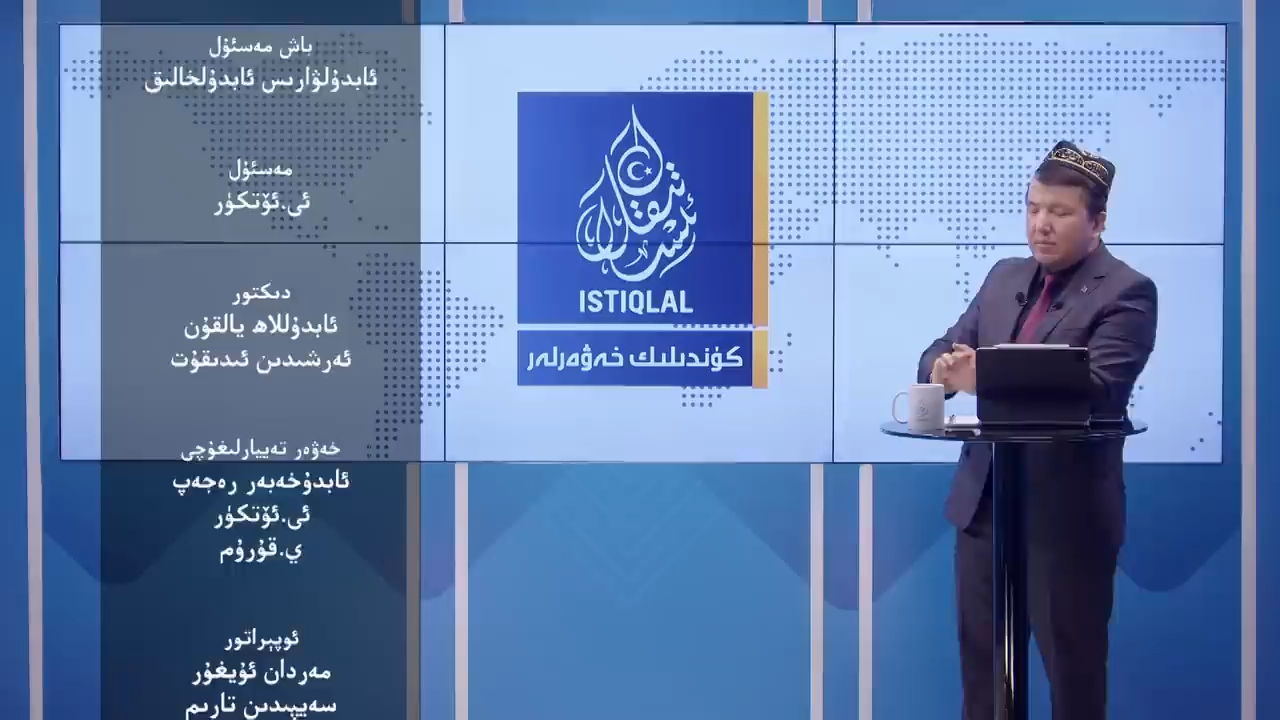 باش مەسئۇل
ئابدۇلۋارىس ئابدۇلخالىق
مەسئۇل
ئى.ئۆتكۈر
دىكتور
ئابدۇللاھ يالقۇن
ئەرشىدىن ئىدىقۇت
خەۋەر تەييارلىغۇچى
ئابدۇخەبەر رەجەپ
ئى.ئۆتكۈر
ي.قۇرۇم
ئوپېراتور
مەردان ئۇيغۇر
سەيپىدىن تارىم
ئىستىقلال
ISTIQLAL
كۈندىلىك خەۋەرلەر